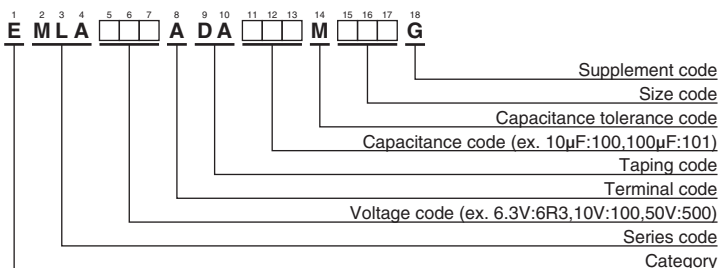 1 2 3 4 5 6 7 8 9 10 11 12 13 14 15 16 17 18
E M L A A D A M G
Supplement code
Size code
Capacitance tolerance code
Capacitance code (ex. 10µF:100,100µF:101)
Taping code
Terminal code
Voltage code (ex. 6.3V:6R3,10V:100,50V:500)
Series code
Category